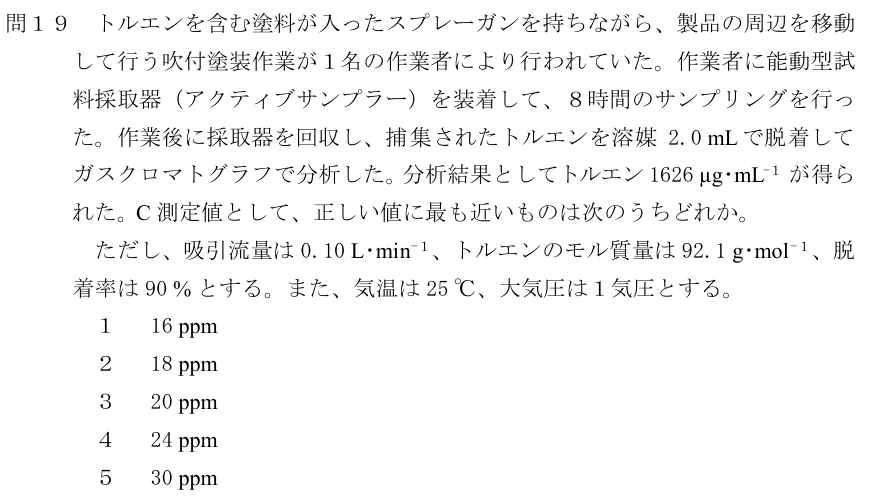 問１９　トルエンを含む塗料が入ったスプレーガンを持ちながら、製品の周辺を移動
して行う吹付塗装作業が１名の作業者により行われていた。作業者に能動型試
料採取器（アクティブサンプラー）を装着して、８時間のサンプリングを行っ
た。作業後に採取器を回収し、捕集されたトルエンを溶媒 2.0 mLで脱着して
ガスクロマトグラフで分析した。分析結果としてトルエン1626 μg・mL⁻¹ が得ら
れた。C 測定値として、正しい値に最も近いものは次のうちどれか。
ただし、吸引流量は 0.10 L・min⁻¹、トルエンのモル質量は 92.1 g・mol⁻¹、脱
着率は 90 % とする。また、気温は 25 ℃、大気圧は１気圧とする。
１　16 ppm
２　18 ppm
３　20 ppm
４　24 ppm
５　30 ppm